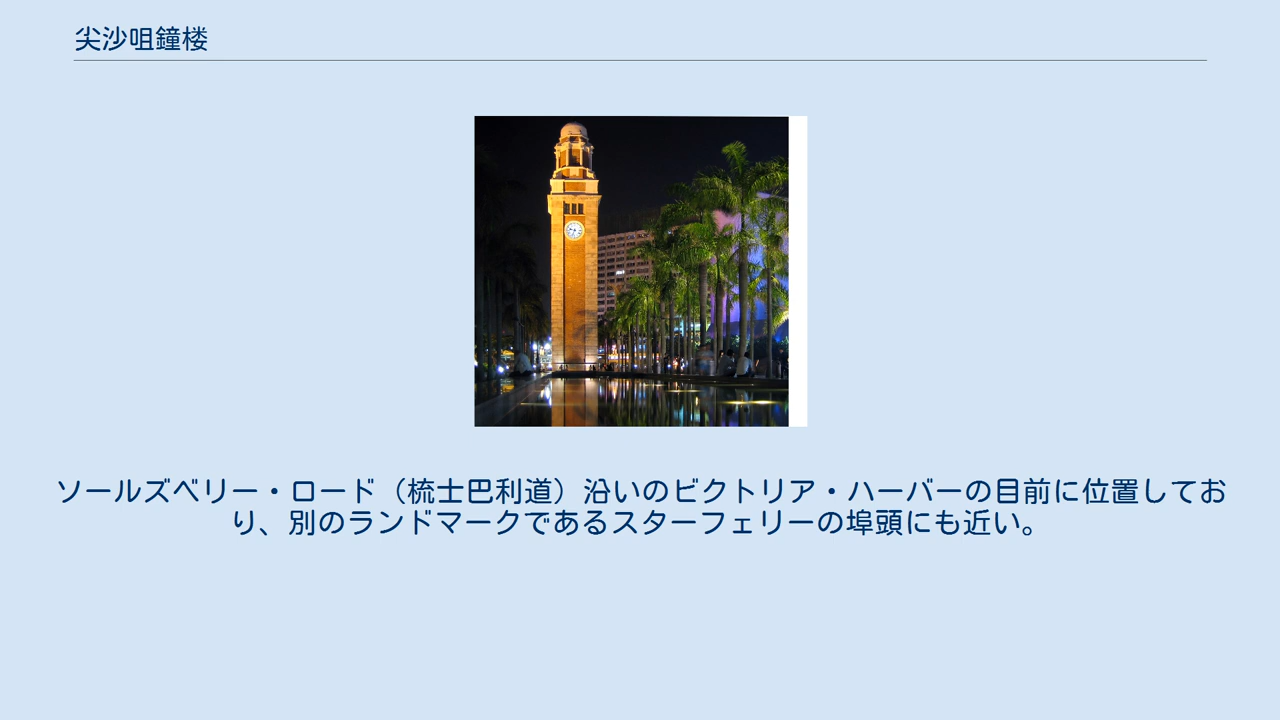 尖沙咀鐘楼
ソールズベリー・ロード（梳士巴利道）沿いのビクトリア・ハーバーの目前に位置してお
り、別のランドマークであるスターフェリーの埠頭にも近い。